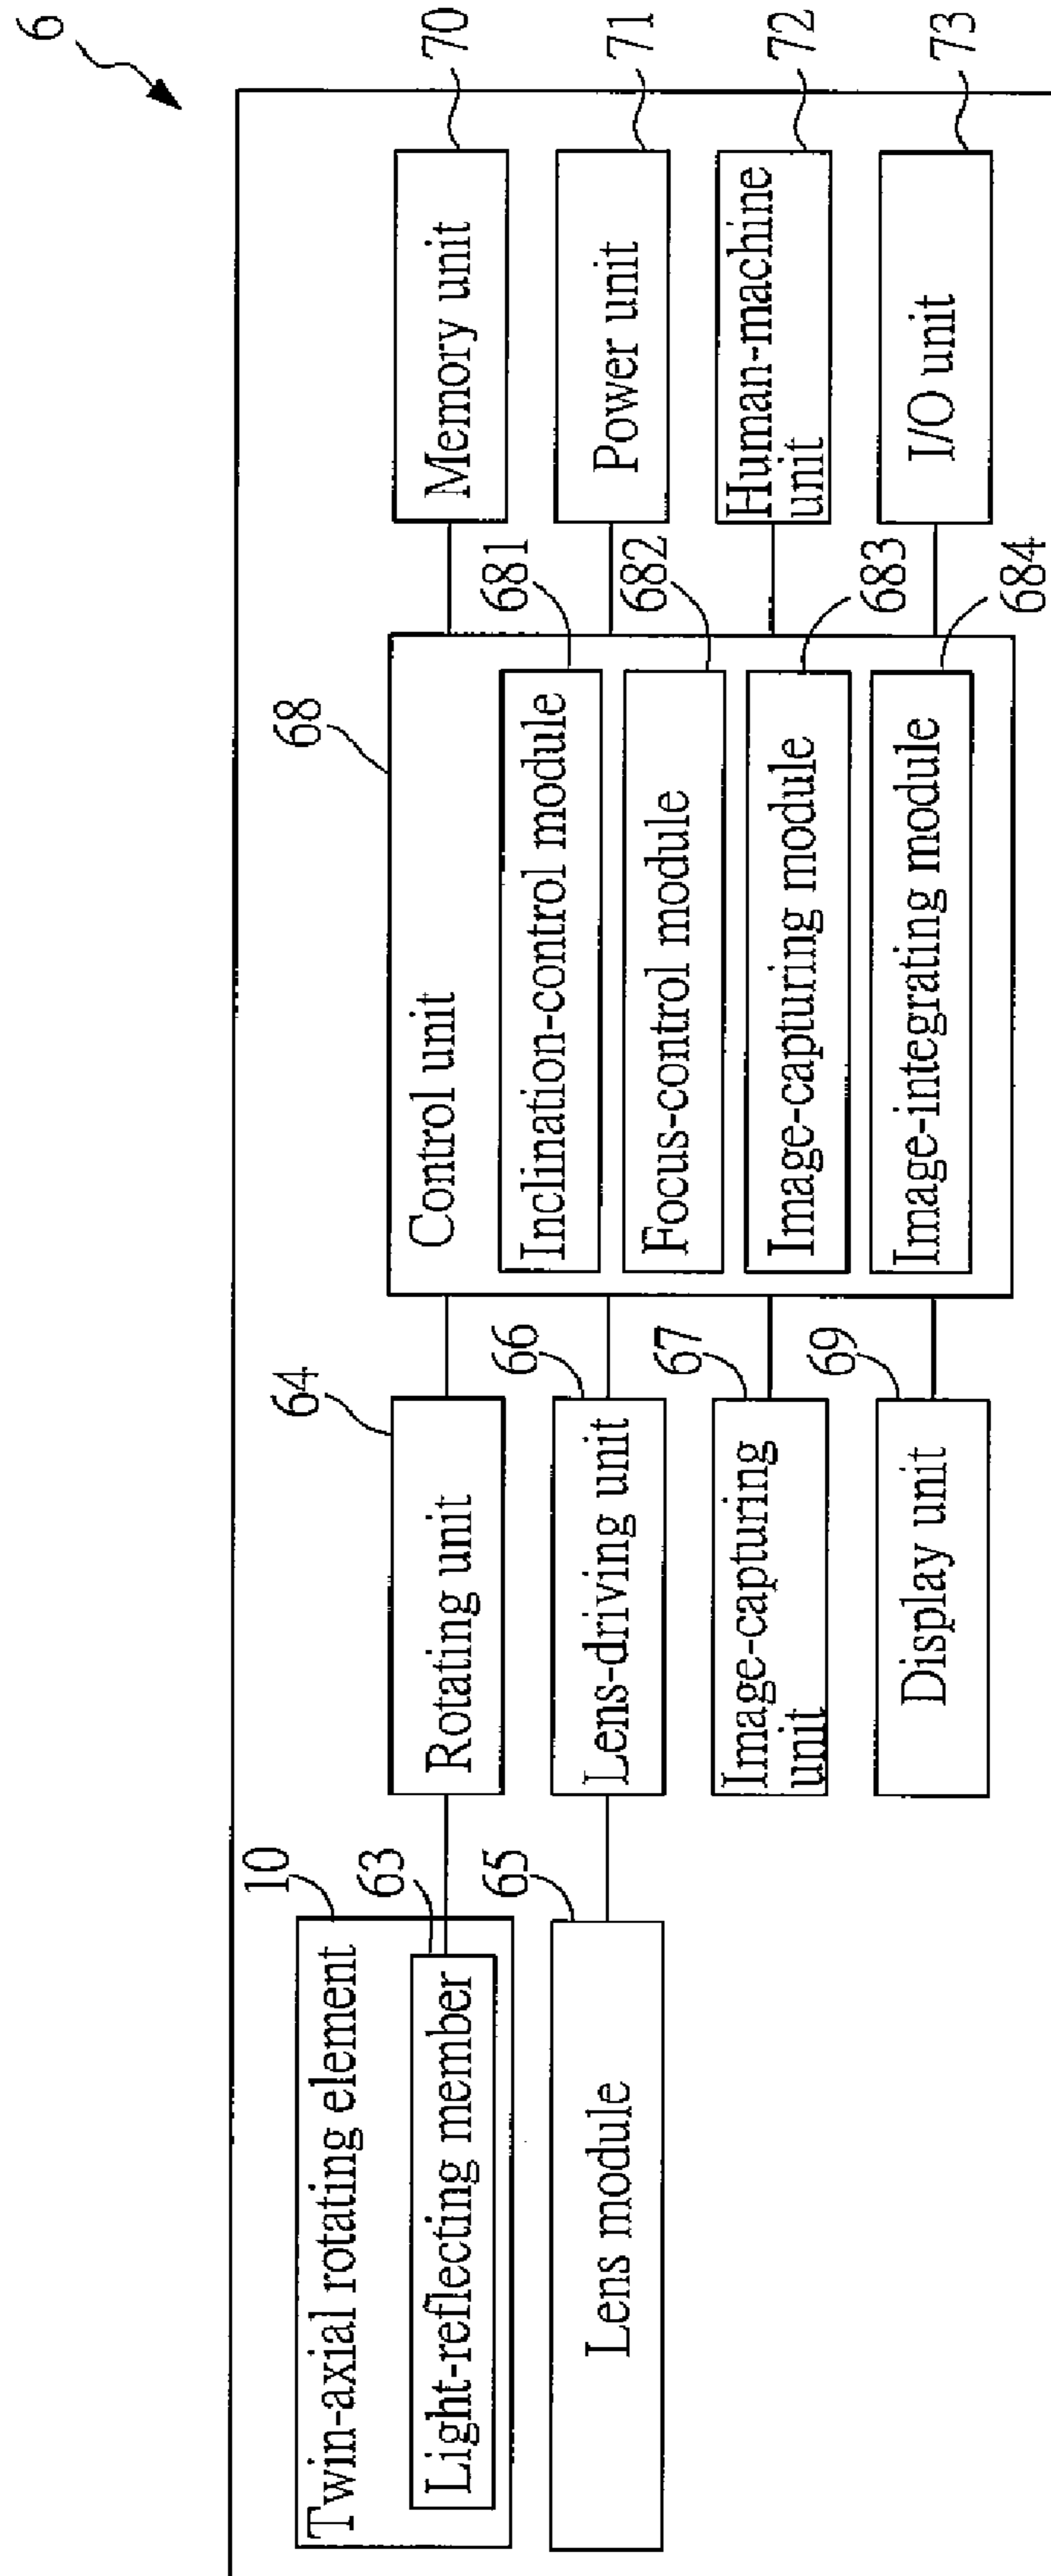 6
Twin-axial rotating element
10
Light-reflecting member
63
Lens module
65
Rotating unit
64
Lens-driving unit
66
Image-capturing
unit
67
Display unit
69
Control unit
68
Inclination-control module
681
Focus-control module
682
Image-capturing module
683
Image-integrating module
684
Memory unit
70
Power unit
71
Human-machine
unit
72
I/O unit
73